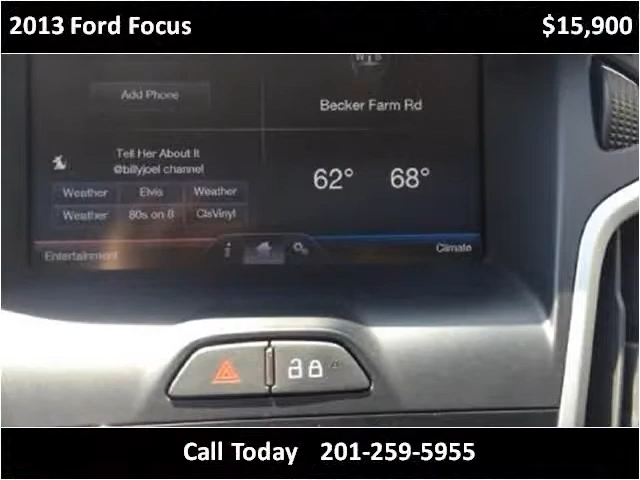 2013 Ford Focus $15,900
Add Phone
Becker Farm Rd
Tell Her About It
@billyjoel channel
62° 68°
Weather Elvis Weather
Weather 80s on 8 ClsVinyl
Entertainment
i
Climate
Call Today 201-259-5955